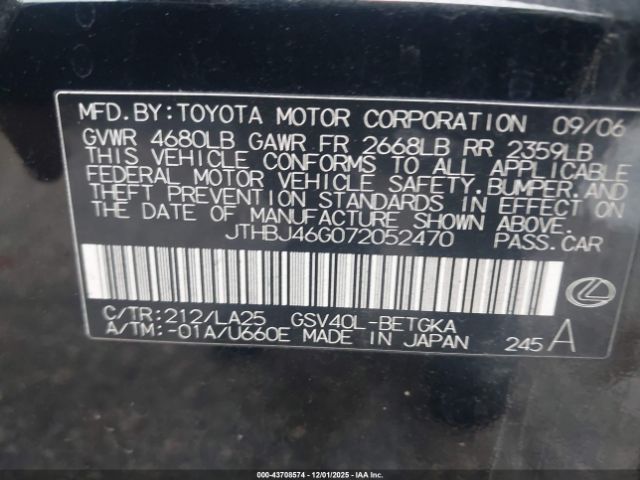 MFD. BY: TOYOTA MOTOR CORPORATION 09/06
GVWR 4680LB GAWR FR 2668LB RR 2359LB
THIS VEHICLE CONFORMS TO ALL APPLICABLE
FEDERAL MOTOR VEHICLE SAFETY, BUMPER, AND
THEFT PREVENTION STANDARDS IN EFFECT ON
THE DATE OF MANUFACTURE SHOWN ABOVE.
JTHBJ46G072052470 PASS. CAR
C/TR: 212/LA25 GSV40L-BETGKA
A/TM: -01A/U660E MADE IN JAPAN 245 A
000-43708574 • 12/01/2025 • IAAI.COM